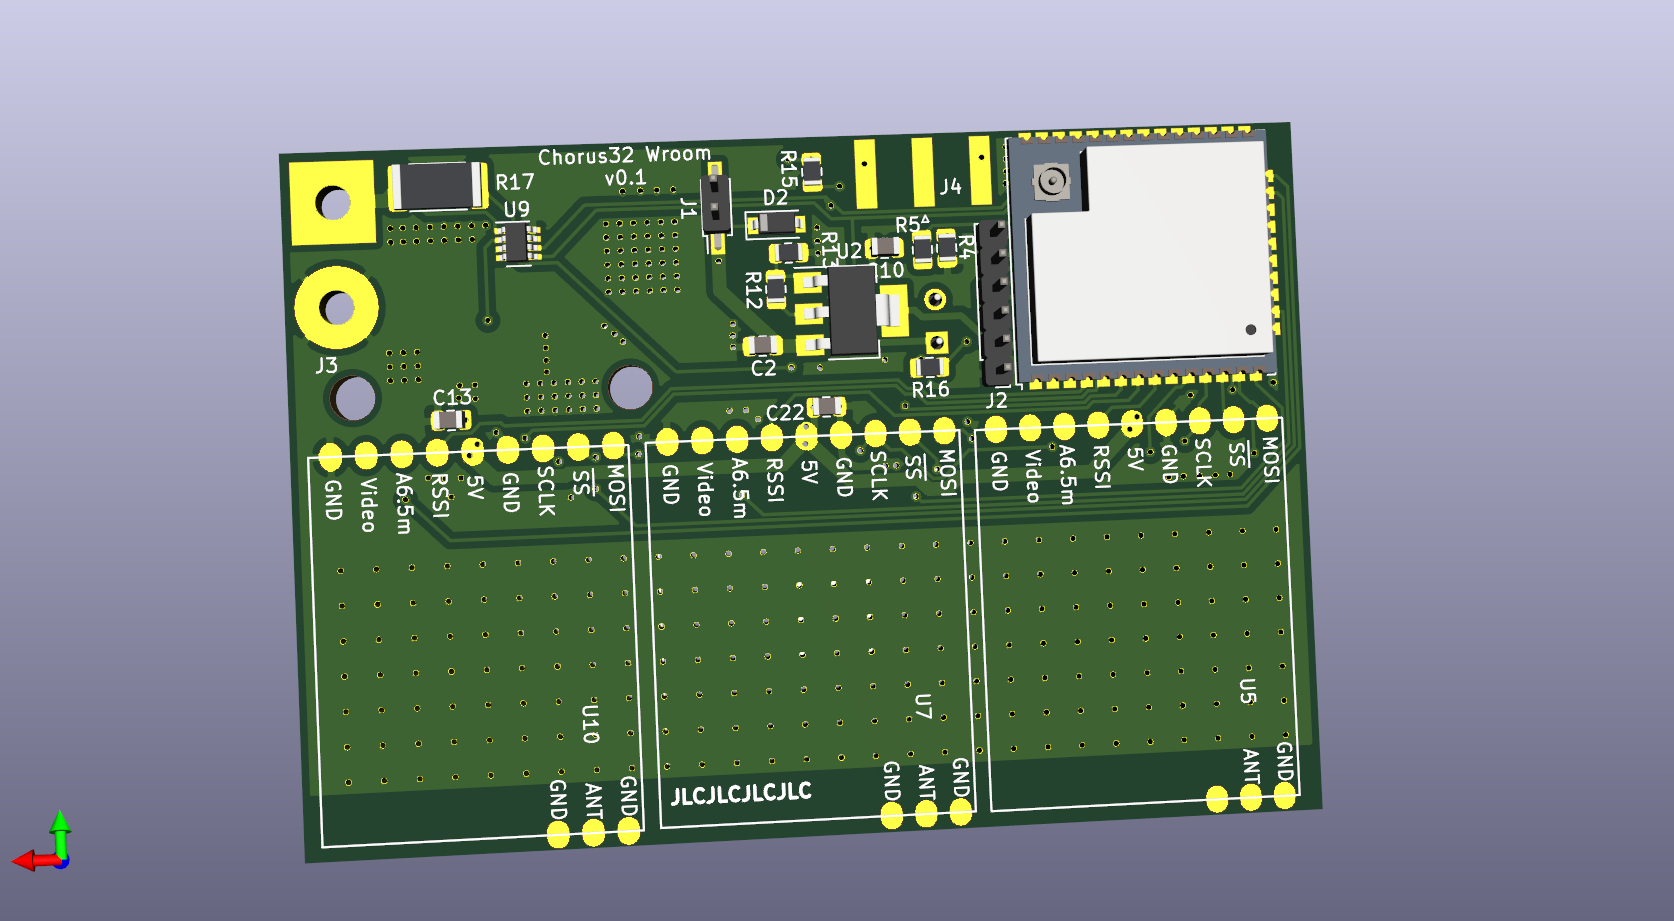 Chorus32 Wroom
v0.1
R17
U9
J1
R15
D2
J4
R5
R4
R13
U2
R12
C2
R16
J2
J3
C13
C22
GND
Video
A6.5m
RSSI
5V
GND
SCLK
SS
MOSI
GND
Video
A6.5m
RSSI
5V
GND
SCLK
SS
MOSI
GND
Video
A6.5m
RSSI
5V
GND
SCLK
SS
MOSI
U10
U7
U5
GND
ANT
GND
JLCJLCJLCJLC
GND
ANT
GND
ANT
GND